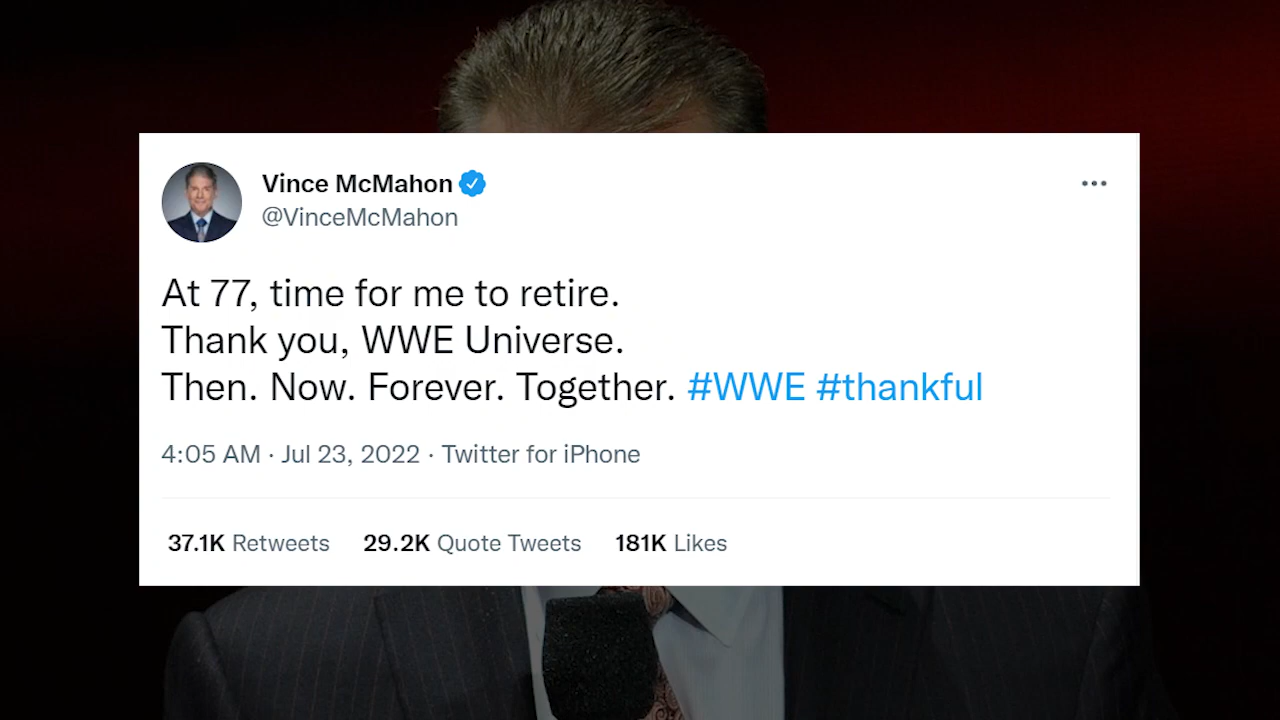 Vince McMahon
@VinceMcMahon
At 77, time for me to retire.
Thank you, WWE Universe.
Then. Now. Forever. Together. #WWE #thankful
4:05 AM · Jul 23, 2022 · Twitter for iPhone
37.1K Retweets 29.2K Quote Tweets 181K Likes